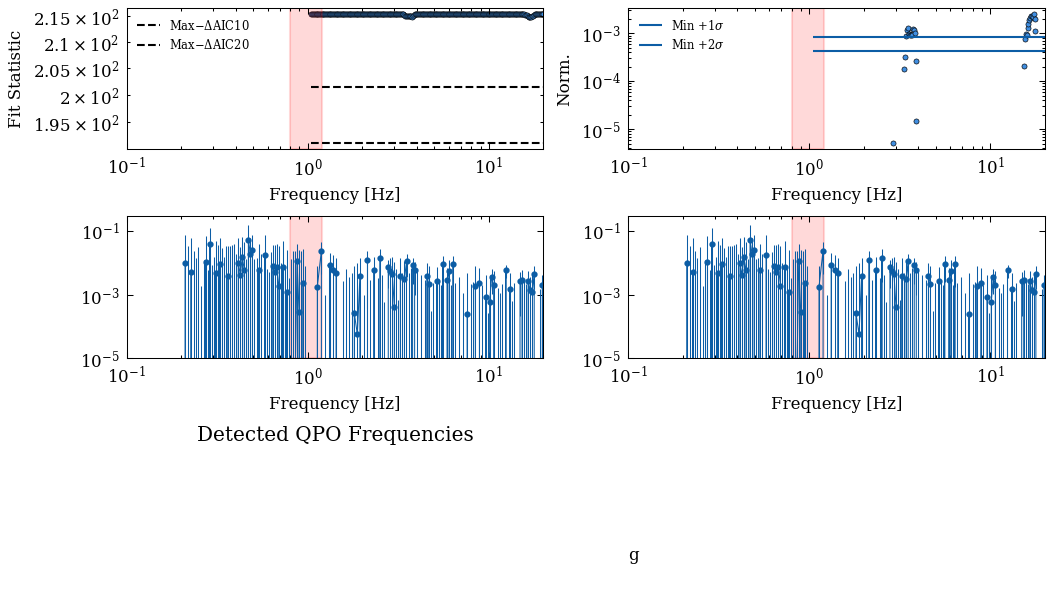 Fit Statistic
2.15 × 10²
2.1 × 10²
2.05 × 10²
2 × 10²
1.95 × 10²
Max−ΔAIC10
Max−ΔAIC20
10⁻¹ 10⁰ 10¹
Frequency [Hz]
Norm.
10⁻³
10⁻⁴
10⁻⁵
Min +1σ
Min +2σ
10⁻¹ 10⁰ 10¹
Frequency [Hz]
10⁻¹
10⁻³
10⁻⁵
10⁻¹ 10⁰ 10¹
Frequency [Hz]
10⁻¹
10⁻³
10⁻⁵
10⁻¹ 10⁰ 10¹
Frequency [Hz]
Detected QPO Frequencies
g